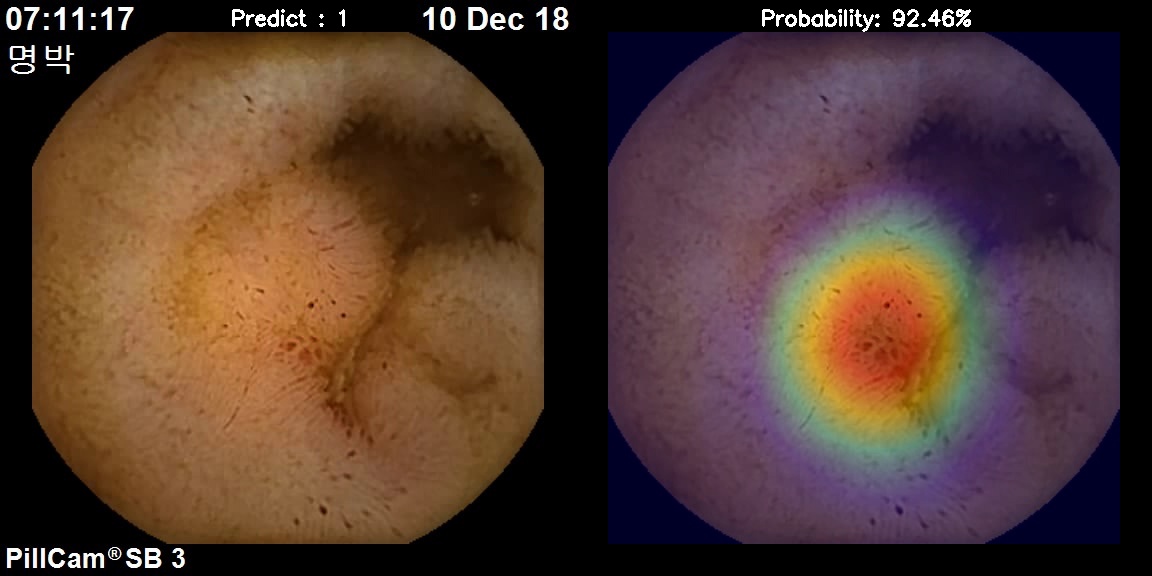 07:11:17
Predict : 1
10 Dec 18
Probability: 92.46%
명 박
PillCam® SB 3